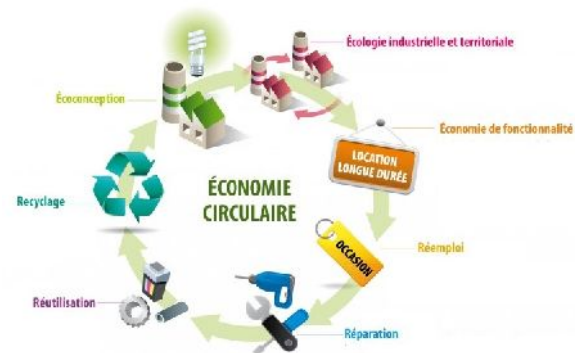 Écologie industrielle et territoriale
Écoconception
Économie de fonctionnalité
LOCATION
LONGUE DURÉE
ÉCONOMIE
CIRCULAIRE
Recyclage
OCCASION
Réemploi
Réutilisation
Réparation